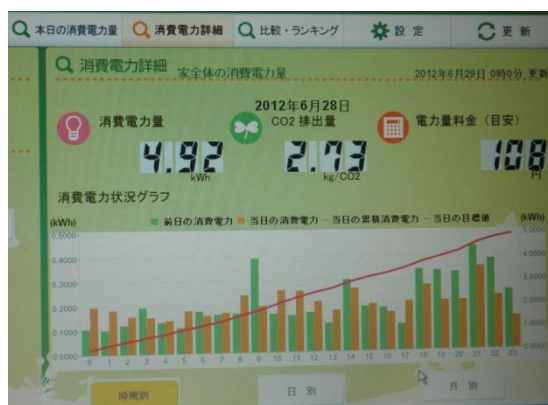 本日の消費電力量 消費電力詳細 比較・ランキング 設 定 更 新
消費電力詳細 家全体の消費電力量 2012年6月29日 0時0分 更新
2012年6月28日
消費電力量 CO2 排出量 電力量料金（目安）
4.92 2.73 108
kWh kg/CO2 円
消費電力状況グラフ
(kWh) 前日の消費電力 当日の消費電力 当日の累積消費電力 当日の目標値 (kWh)
0.5000 5.0000
0.4000 4.0000
0.3000 3.0000
0.2000 2.0000
0.1000 1.0000
0.0000 0.0000
0 1 2 3 4 5 6 7 8 9 10 11 12 13 14 15 16 17 18 19 20 21 22 23
時間別 日 別 月 別